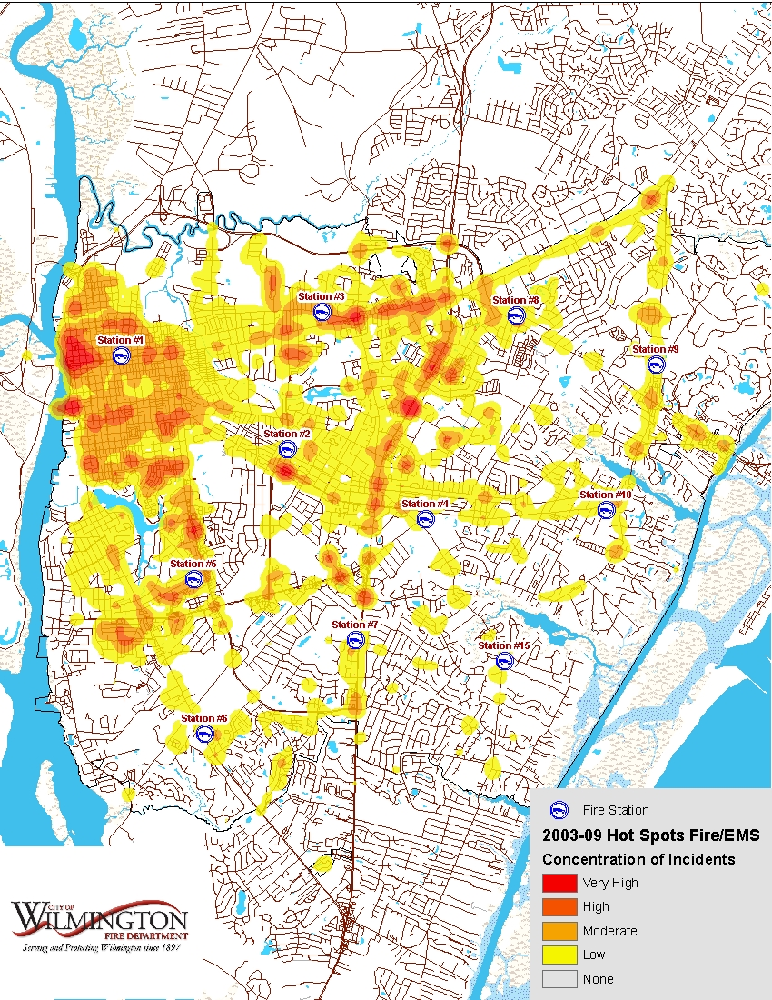 Station #3
Station #8
Station #1
Station #9
Station #2
Station #4
Station #10
Station #5
Station #7
Station #15
Station #6
Fire Station
2003-09 Hot Spots Fire/EMS
Concentration of Incidents
Very High
High
Moderate
Low
None
CITY OF
WILMINGTON
FIRE DEPARTMENT
Serving and Protecting Wilmington since 1897